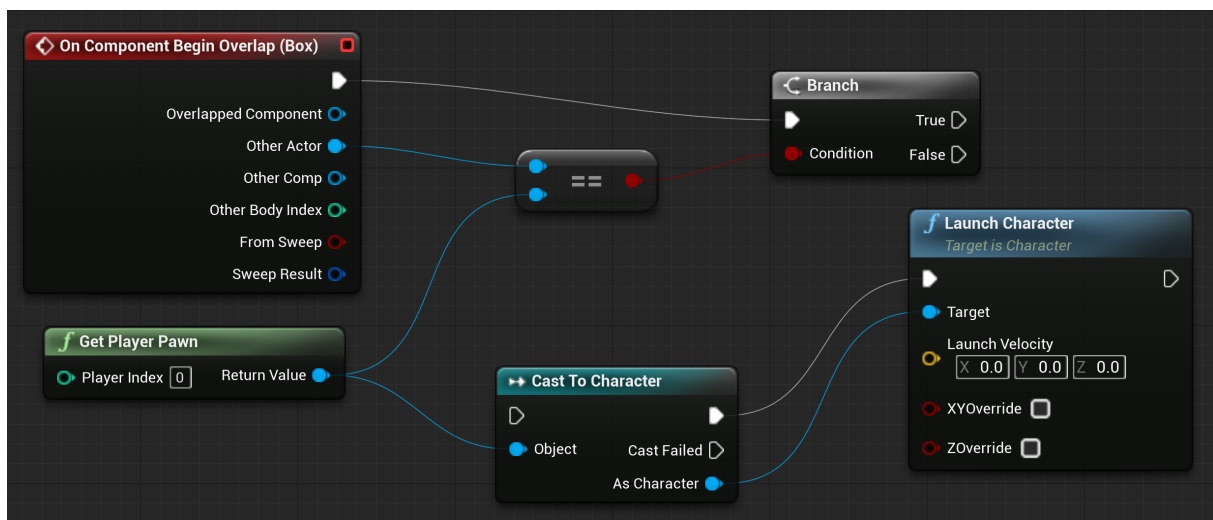 On Component Begin Overlap (Box)
Overlapped Component
Other Actor
Other Comp
Other Body Index
From Sweep
Sweep Result
f Get Player Pawn
Player Index 0 Return Value
==
Branch
True
Condition False
Cast To Character
Object Cast Failed
As Character
f Launch Character
Target is Character
Target
Launch Velocity
X 0.0 Y 0.0 Z 0.0
XYOverride
ZOverride